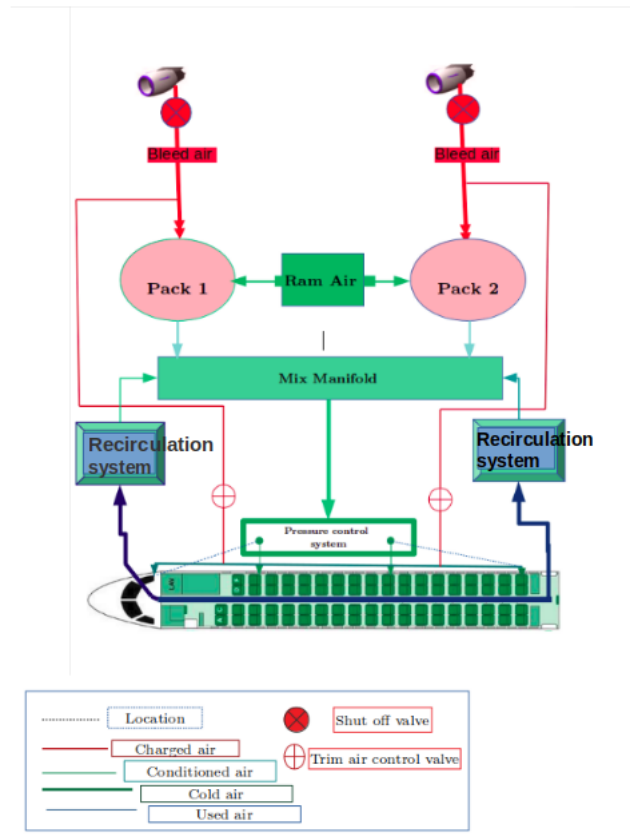 Bleed air
Bleed air
Pack 1
Ram Air
Pack 2
Mix Manifold
Recirculation
system
Recirculation
system
Pressure control
system
LAV
A C
Location
Shut off valve
Charged air
Trim air control valve
Conditioned air
Cold air
Used air